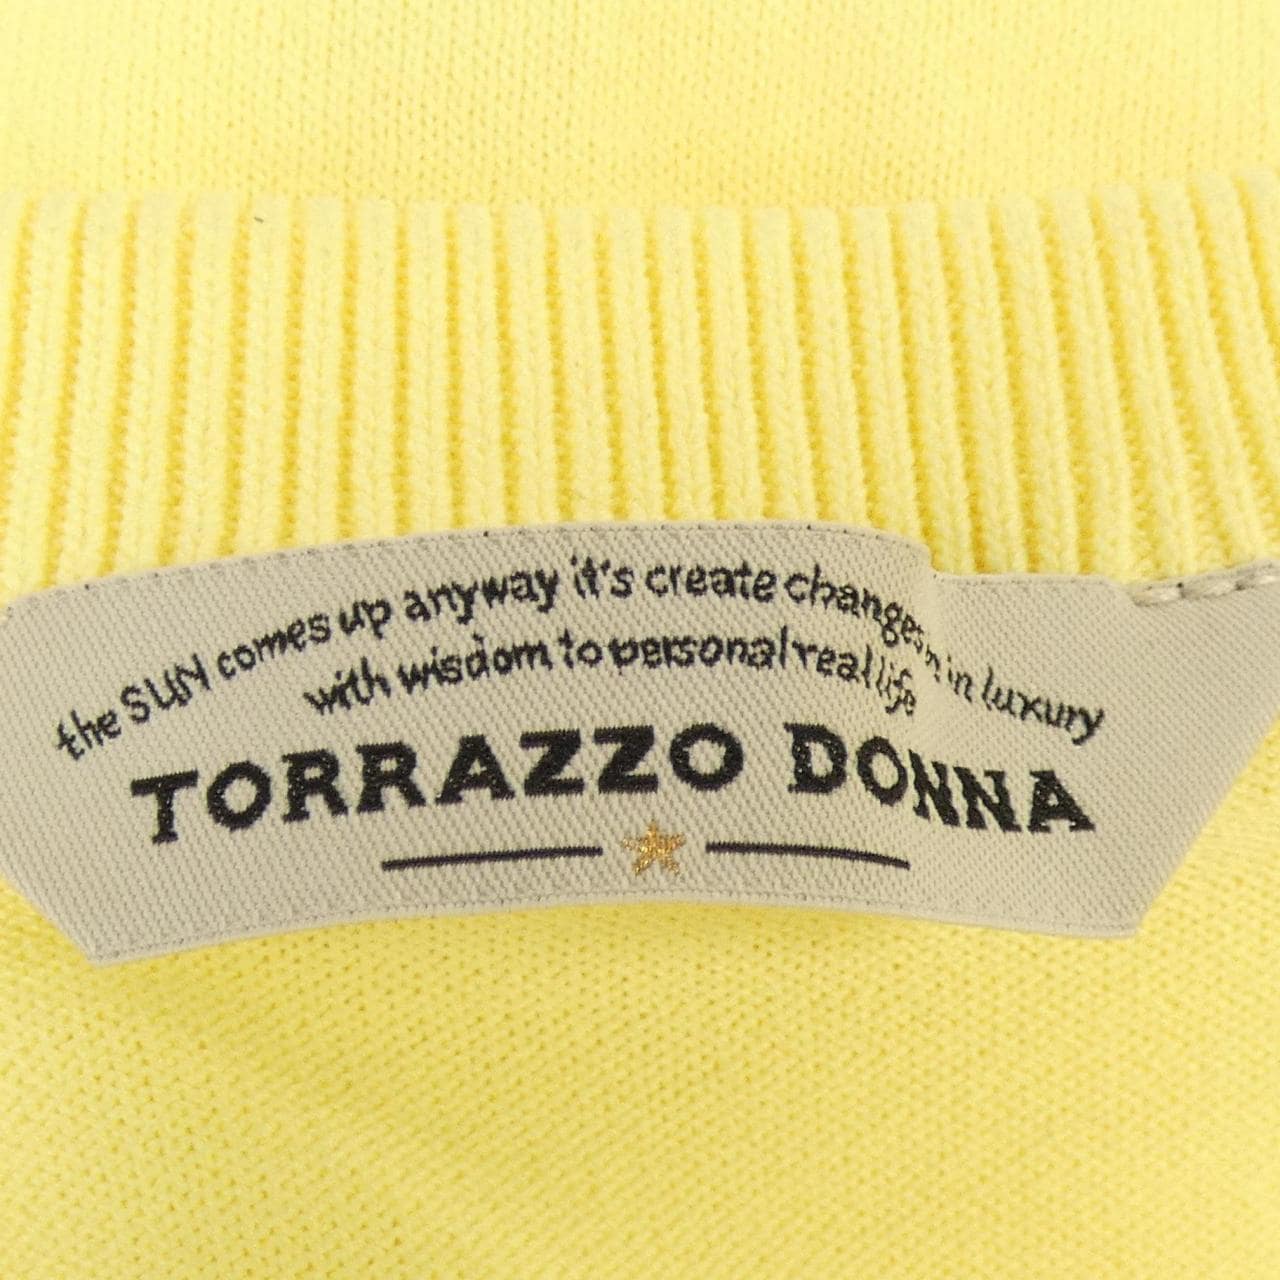 the SUN comes up anyway it's create changes in luxury
with wisdom to personal real life
TORRAZZO DONNA